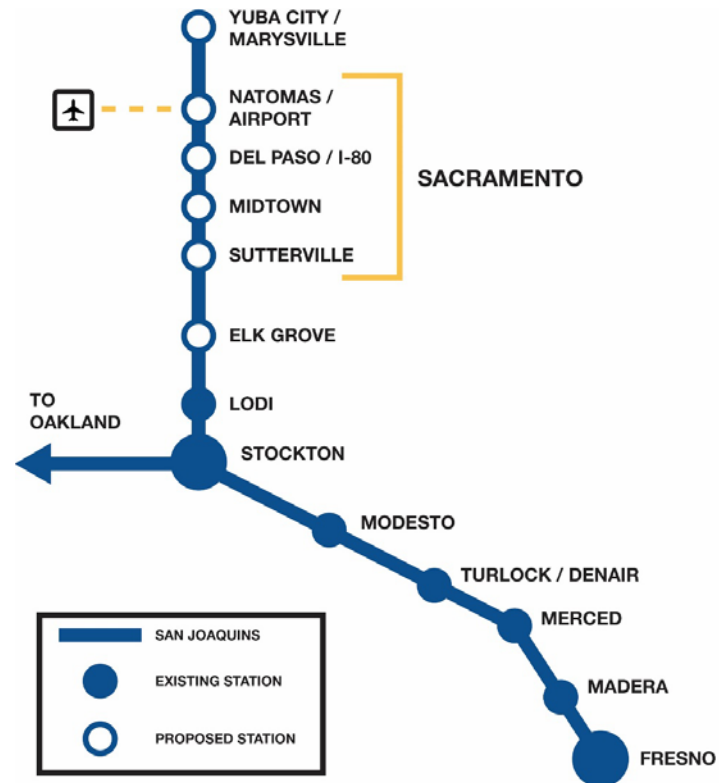 YUBA CITY /
MARYSVILLE
NATOMAS /
AIRPORT
DEL PASO / I-80
SACRAMENTO
MIDTOWN
SUTTERVILLE
ELK GROVE
LODI
TO
OAKLAND
STOCKTON
MODESTO
TURLOCK / DENAIR
MERCED
MADERA
FRESNO
SAN JOAQUINS
EXISTING STATION
PROPOSED STATION